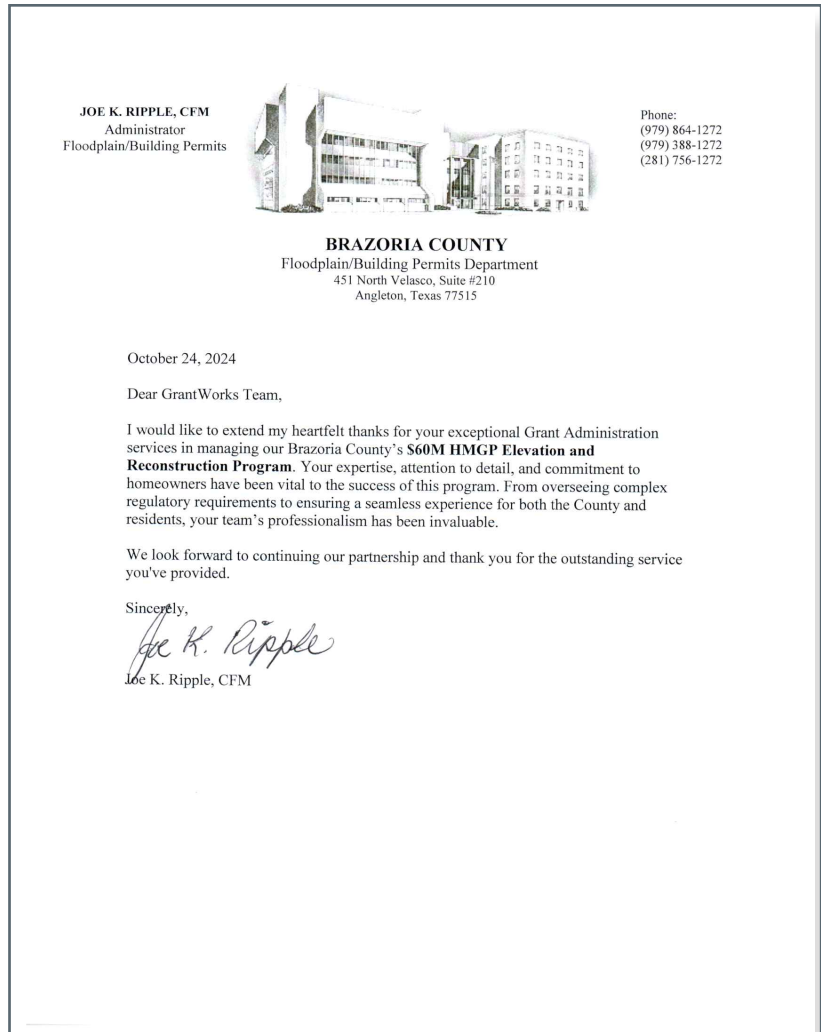 JOE K. RIPPLE, CFM
Administrator
Floodplain/Building Permits
Phone:
(979) 864-1272
(979) 388-1272
(281) 756-1272
BRAZORIA COUNTY
Floodplain/Building Permits Department
451 North Velasco, Suite #210
Angleton, Texas 77515
October 24, 2024
Dear GrantWorks Team,
I would like to extend my heartfelt thanks for your exceptional Grant Administration
services in managing our Brazoria County's $60M HMGP Elevation and
Reconstruction Program. Your expertise, attention to detail, and commitment to
homeowners have been vital to the success of this program. From overseeing complex
regulatory requirements to ensuring a seamless experience for both the County and
residents, your team's professionalism has been invaluable.
We look forward to continuing our partnership and thank you for the outstanding service
you've provided.
Sincerely,
Joe K. Ripple
Joe K. Ripple, CFM